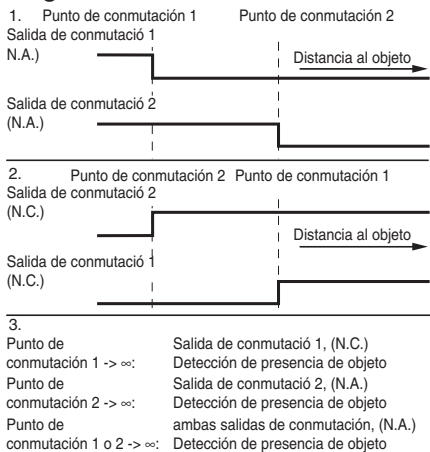 1. Punto de conmutación 1 Punto de conmutación 2
Salida de conmutació 1
N.A.)
Distancia al objeto
Salida de conmutació 2
(N.A.)
2. Punto de conmutación 2 Punto de conmutación 1
Salida de conmutació 2
(N.C.)
Distancia al objeto
Salida de conmutació 1
(N.C.)
3.
Punto de Salida de conmutació 1, (N.C.)
conmutación 1 -> ∞: Detección de presencia de objeto
Punto de Salida de conmutació 2, (N.A.)
conmutación 2 -> ∞: Detección de presencia de objeto
Punto de ambas salidas de conmutación, (N.A.)
conmutación 1 o 2 -> ∞: Detección de presencia de objeto